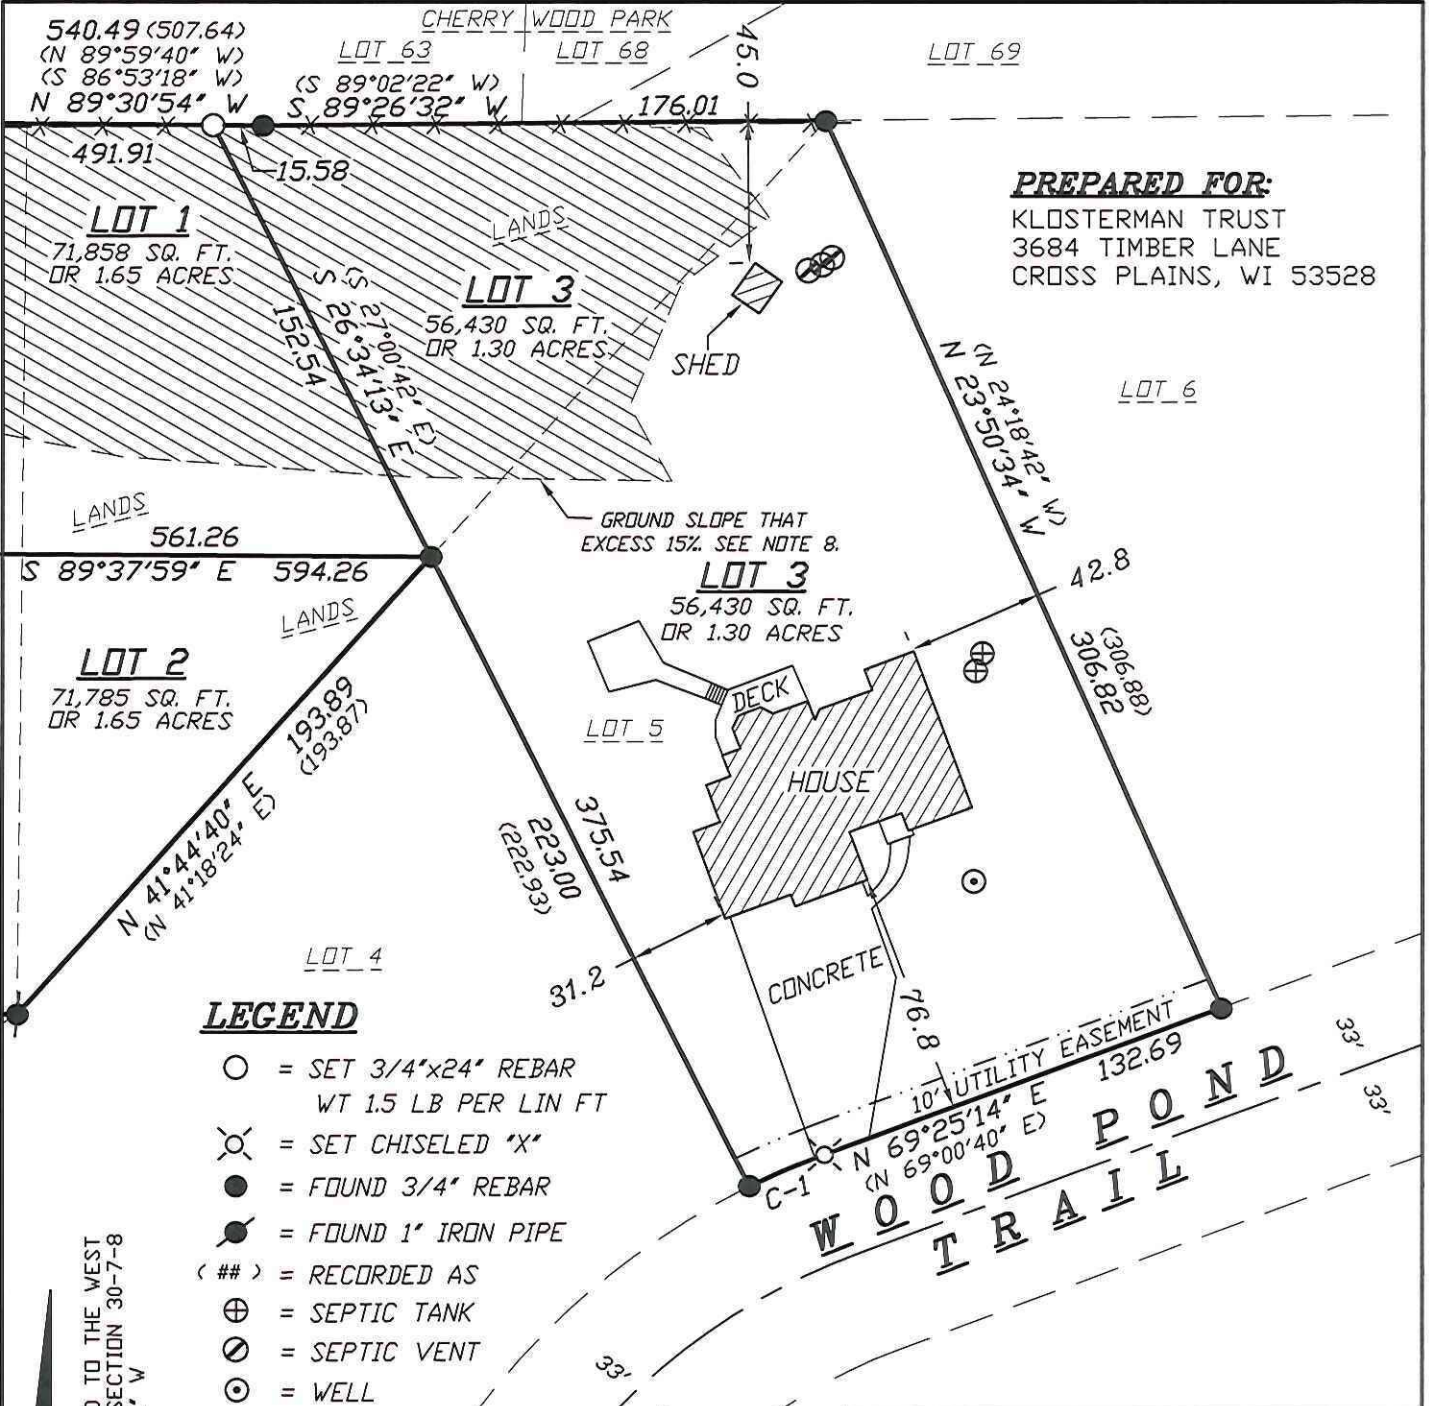 540.49 (507.64)
(N 89°59'40" W)
(S 86°53'18" W)
N 89°30'54" W
CHERRY WOOD PARK
LOT 63
LOT 68
LOT 69
(S 89°02'22" W)
S 89°26'32" W
176.01
45.0
491.91
15.58
LOT 1
71,858 SQ. FT.
OR 1.65 ACRES
LANDS
LOT 3
56,430 SQ. FT.
OR 1.30 ACRES
PREPARED FOR:
KLOSTERMAN TRUST
3684 TIMBER LANE
CROSS PLAINS, WI 53528
(S 27°00'42" E)
S 26°34'13" E
152.54
SHED
(N 24°18'42" W)
N 23°50'34" W
LOT 6
LANDS
561.26
S 89°37'59" E 594.26
LANDS
GROUND SLOPE THAT
EXCESS 15%. SEE NOTE 8.
LOT 3
56,430 SQ. FT.
OR 1.30 ACRES
42.8
(306.88)
306.82
LOT 2
71,785 SQ. FT.
OR 1.65 ACRES
193.89
(193.87)
N 41°44'40" E
(N 41°18'24" E)
DECK
LOT 5
HOUSE
375.54
223.00
(222.93)
LOT 4
31.2
CONCRETE
76.8
10' UTILITY EASEMENT
132.69
N 69°25'14" E
(N 69°00'40" E)
C-1
WOOD POND
TRAIL
33'
33'
33'
LEGEND
= SET 3/4"x24" REBAR
WT 1.5 LB PER LIN FT
= SET CHISELED "X"
= FOUND 3/4" REBAR
= FOUND 1" IRON PIPE
( ## ) = RECORDED AS
= SEPTIC TANK
= SEPTIC VENT
= WELL
TO THE WEST
SECTION 30-7-8
" W